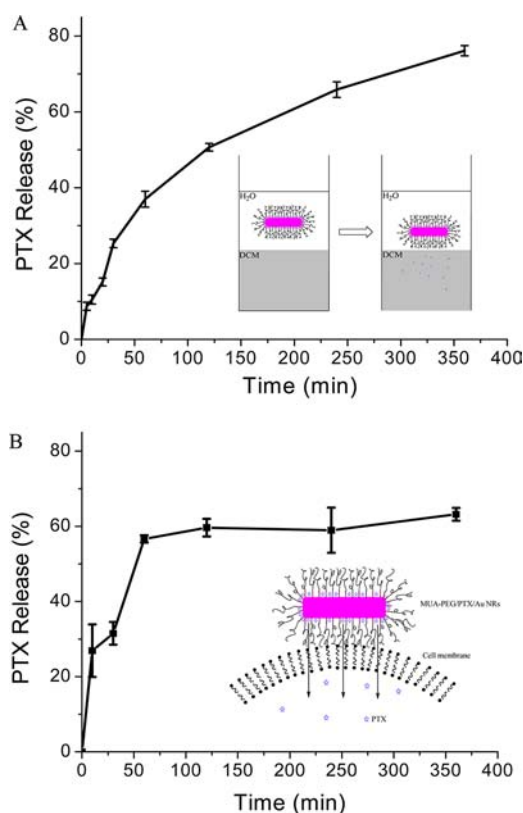 A
PTX Release (%)
80
60
40
20
0
H₂O
H₂O
DCM
DCM
0 50 100 150 200 250 300 350 400
Time (min)
B
PTX Release (%)
80
60
40
20
0
MUA-PEG/PTX/Au NRs
Cell membrane
PTX
0 50 100 150 200 250 300 350 400
Time (min)